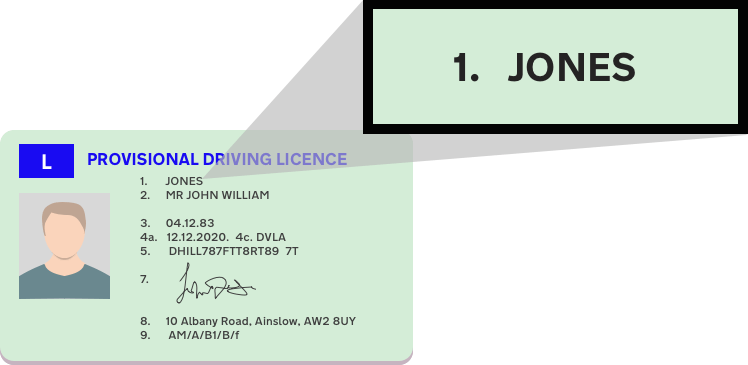 1. JONES
L PROVISIONAL DRIVING LICENCE
1. JONES
2. MR JOHN WILLIAM
3. 04.12.83
4a. 12.12.2020. 4c. DVLA
5. DHILL787FTT8RT89 7T
7.
8. 10 Albany Road, Ainslow, AW2 8UY
9. AM/A/B1/B/f